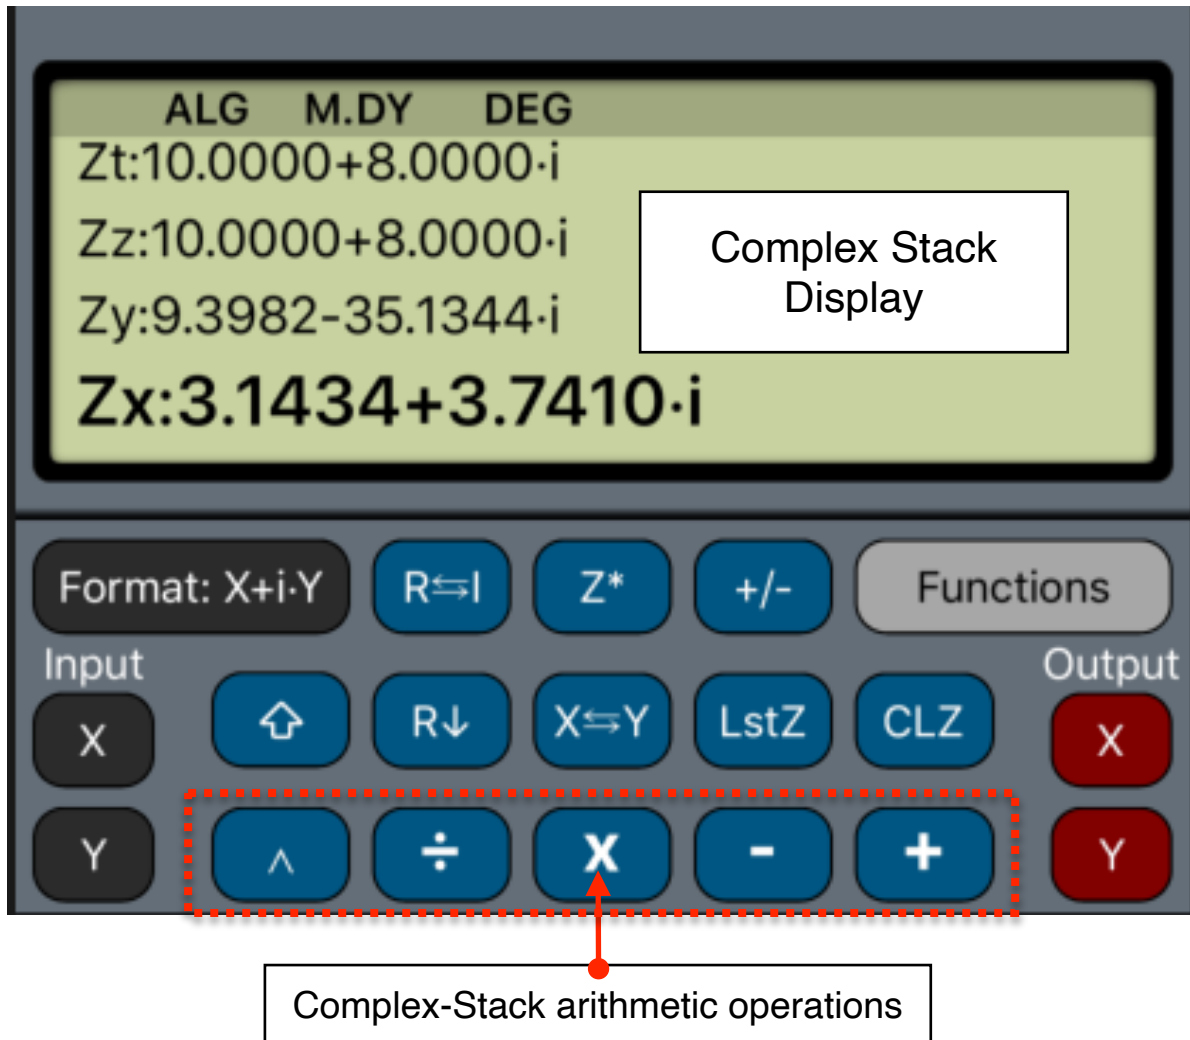 ALG M.DY DEG
Zt:10.0000+8.0000·i
Zz:10.0000+8.0000·i
Zy:9.3982-35.1344·i
Zx:3.1434+3.7410·i
Complex Stack
Display
Format: X+i·Y R⇆I Z* +/- Functions
Input Output
X ⇧ R↓ X⇆Y LstZ CLZ X
Y ^ ÷ x - + Y
Complex-Stack arithmetic operations